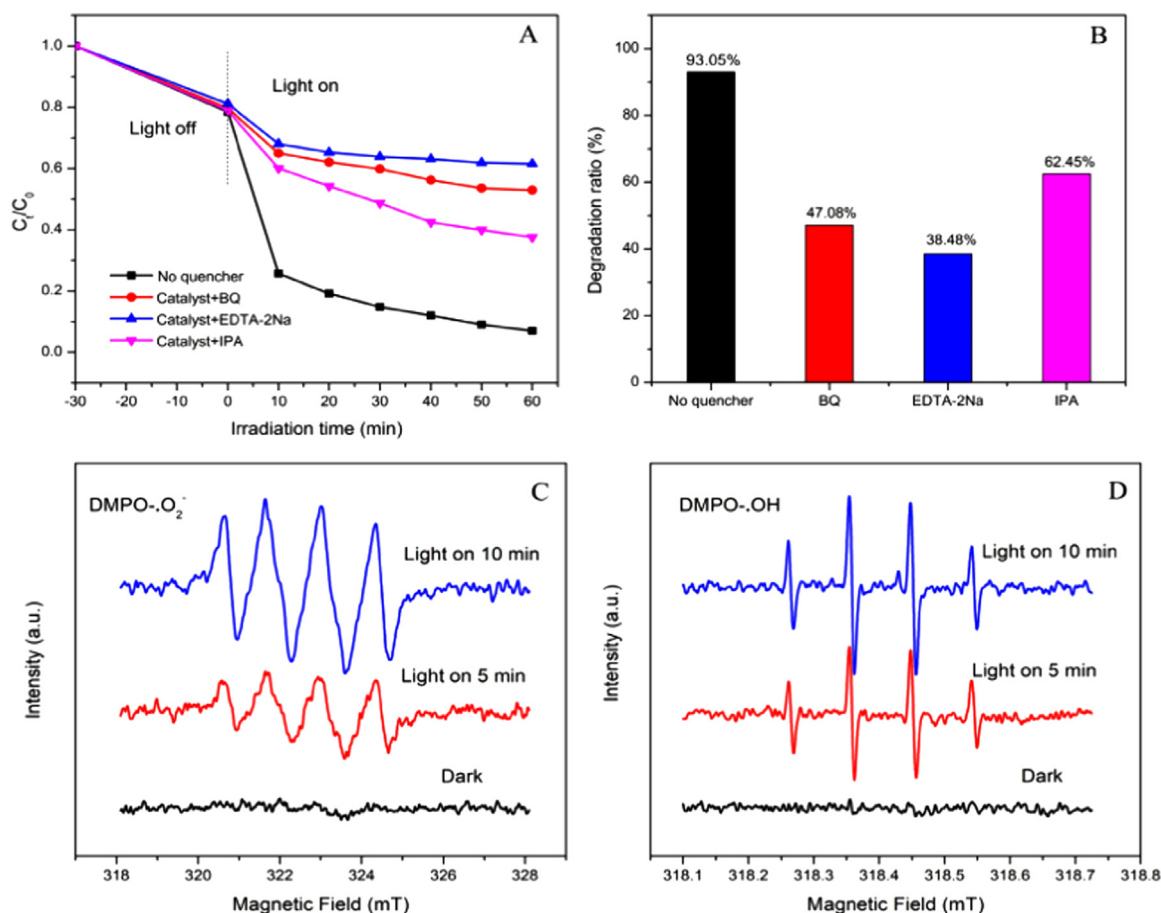 A
Light on
Light off
No quencher
Catalyst+BQ
Catalyst+EDTA-2Na
Catalyst+IPA
1.0
0.8
0.6
0.4
0.2
0.0
Cₜ/C₀
-30 -20 -10 0 10 20 30 40 50 60
Irradiation time (min)
B
93.05%
47.08%
38.48%
62.45%
100
80
60
40
20
0
Degradation ratio (%)
No quencher BQ EDTA-2Na IPA
C
DMPO-.O₂⁻
Light on 10 min
Light on 5 min
Dark
Intensity (a.u.)
318 320 322 324 326 328
Magnetic Field (mT)
D
DMPO-.OH
Light on 10 min
Light on 5 min
Dark
Intensity (a.u.)
318.1 318.2 318.3 318.4 318.5 318.6 318.7 318.8
Magnetic Field (mT)